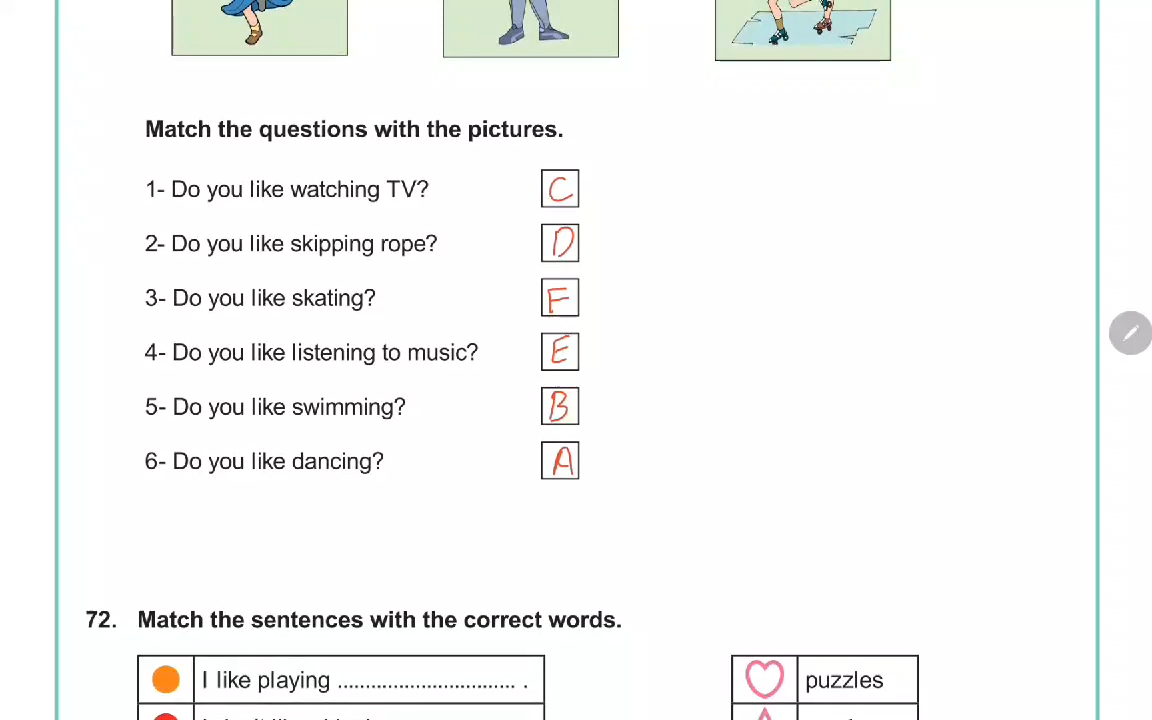 Match the questions with the pictures.
1- Do you like watching TV? C
2- Do you like skipping rope? D
3- Do you like skating? F
4- Do you like listening to music? E
5- Do you like swimming? B
6- Do you like dancing? A
72. Match the sentences with the correct words.
I like playing ................................ . puzzles